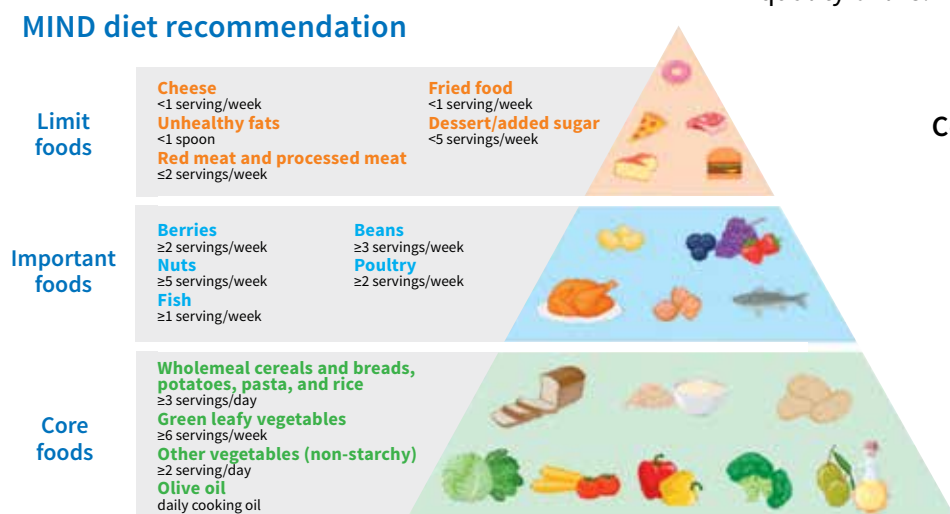 MIND diet recommendation
Limit
foods
Cheese
<1 serving/week
Unhealthy fats
<1 spoon
Red meat and processed meat
≤2 servings/week
Fried food
<1 serving/week
Dessert/added sugar
<5 servings/week
C
Important
foods
Berries
≥2 servings/week
Nuts
≥5 servings/week
Fish
≥1 serving/week
Beans
≥3 servings/week
Poultry
≥2 servings/week
Core
foods
Wholemeal cereals and breads,
potatoes, pasta, and rice
≥3 servings/day
Green leafy vegetables
≥6 servings/week
Other vegetables (non-starchy)
≥2 serving/day
Olive oil
daily cooking oil